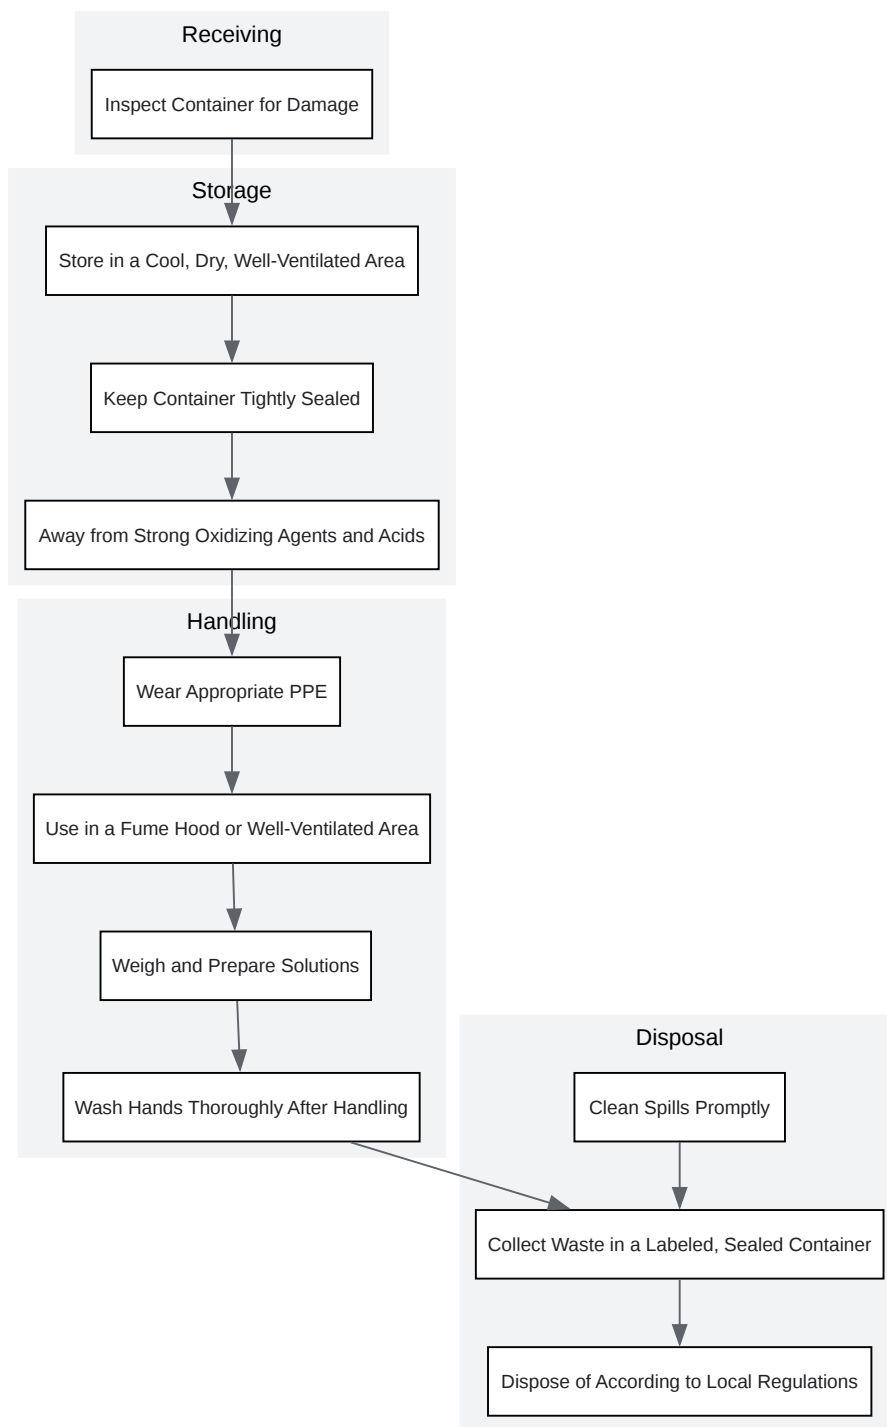 Receiving
Inspect Container for Damage
Storage
Store in a Cool, Dry, Well-Ventilated Area
Keep Container Tightly Sealed
Away from Strong Oxidizing Agents and Acids
Handling
Wear Appropriate PPE
Use in a Fume Hood or Well-Ventilated Area
Weigh and Prepare Solutions
Wash Hands Thoroughly After Handling
Disposal
Clean Spills Promptly
Collect Waste in a Labeled, Sealed Container
Dispose of According to Local Regulations